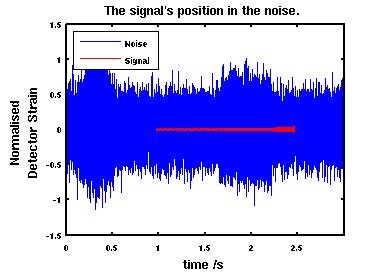 The signal's position in the noise.
Normalised
Detector Strain
1.5
1
0.5
0
-0.5
-1
-1.5
Noise
Signal
0 0.5 1 1.5 2 2.5
time /s